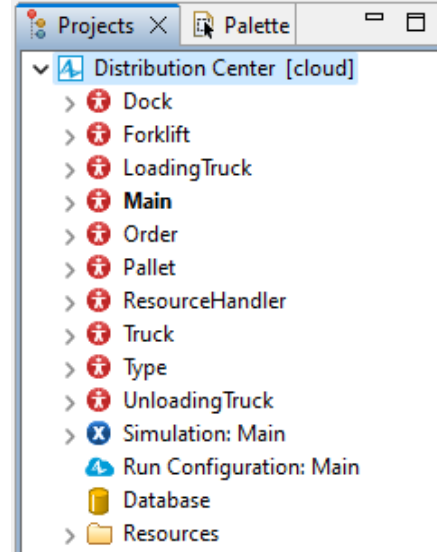 Projects Palette
Distribution Center [cloud]
Dock
Forklift
LoadingTruck
Main
Order
Pallet
ResourceHandler
Truck
Type
UnloadingTruck
Simulation: Main
Run Configuration: Main
Database
Resources